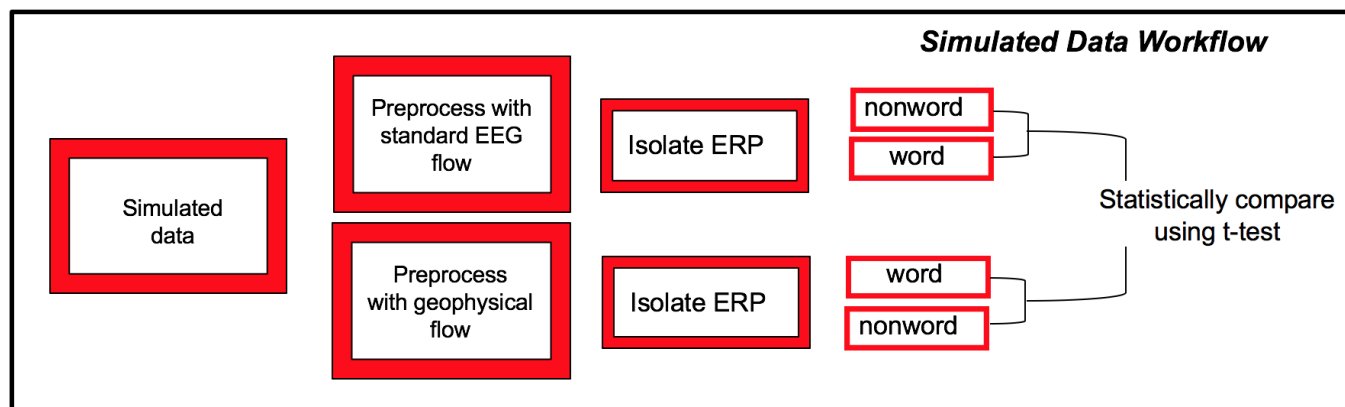 Simulated Data Workflow
Simulated
data
Preprocess with
standard EEG
flow
Isolate ERP
nonword
word
Preprocess
with geophysical
flow
Isolate ERP
word
nonword
Statistically compare
using t-test